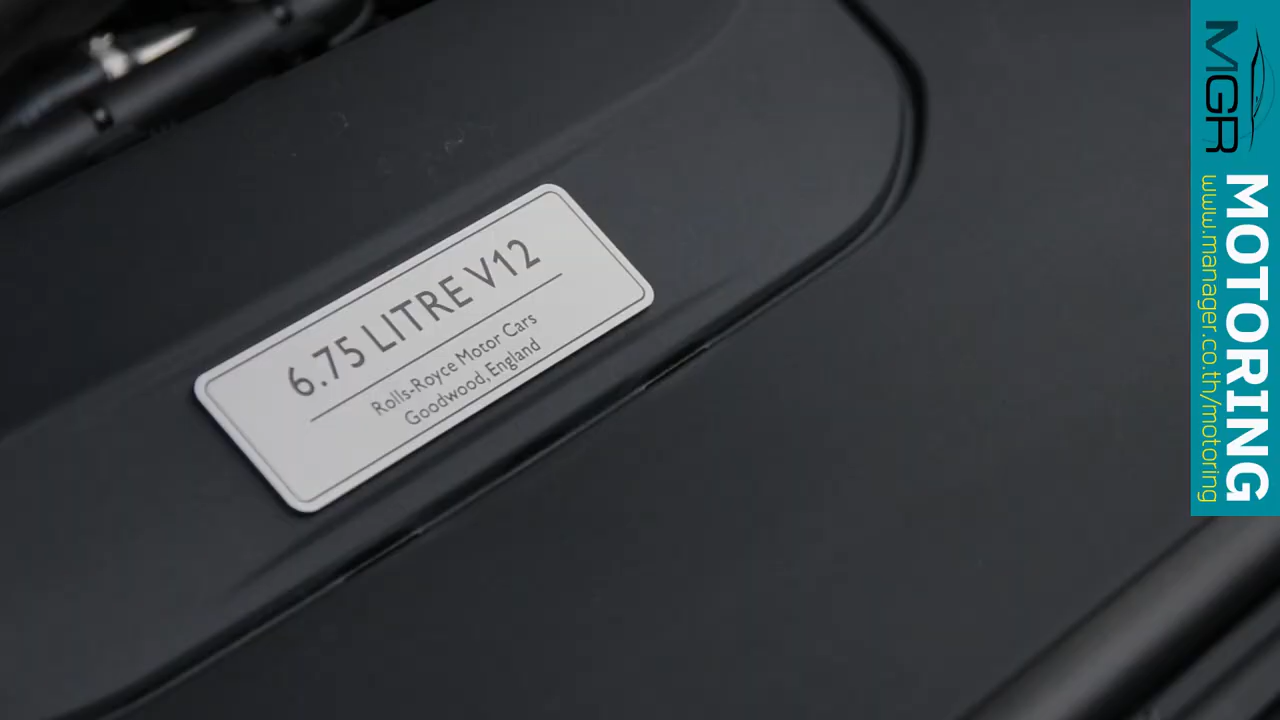 6.75 LITRE V12
Rolls-Royce Motor Cars
Goodwood, England
MGR
MOTORING
www.manager.co.th/motoring